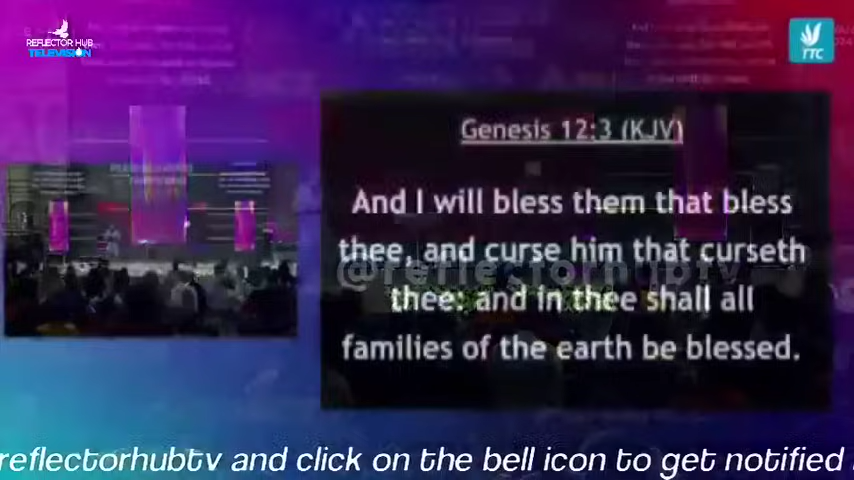 REFLECTOR HUB
TELEVISION
TTC
Genesis 12:3 (KJV)
And I will bless them that bless
thee, and curse him that curseth
thee: and in thee shall all
families of the earth be blessed.
@reflectorhubtv
reflectorhubtv and click on the bell icon to get notified